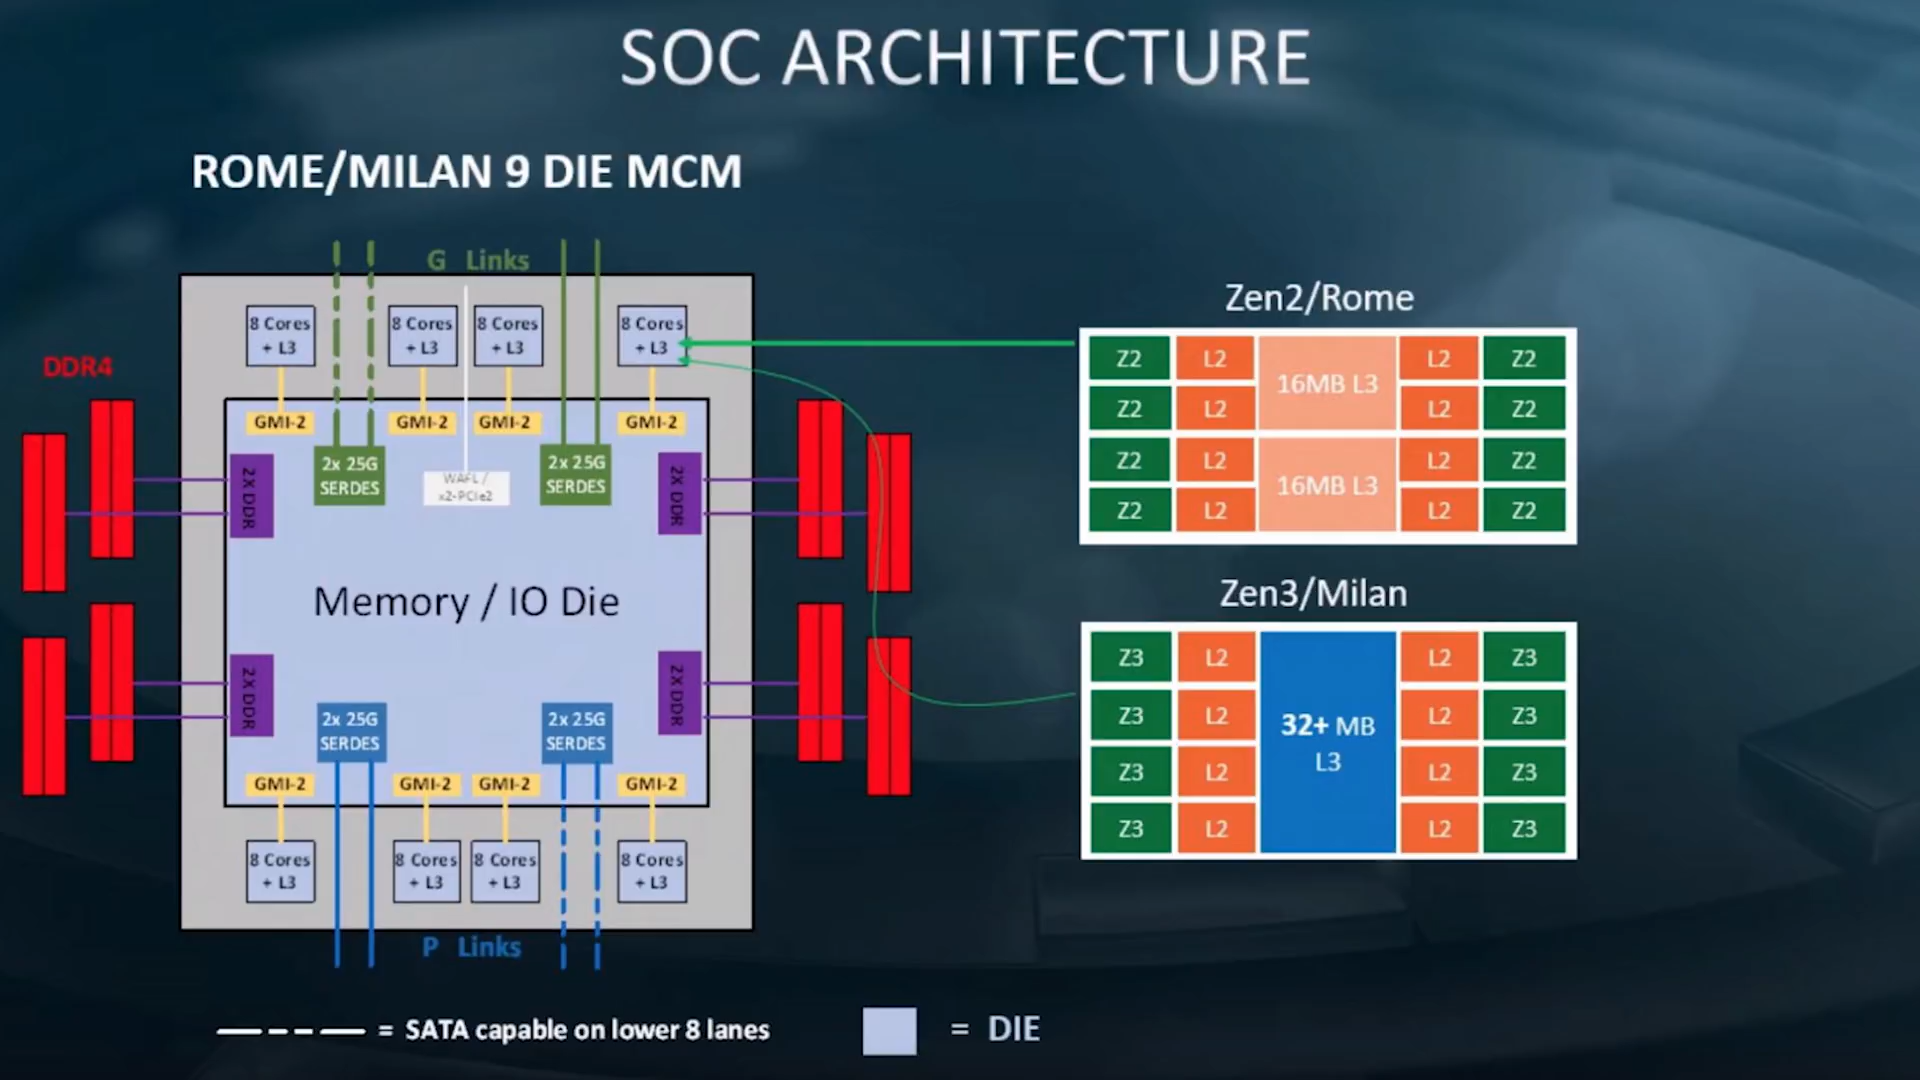 SOC ARCHITECTURE
ROME/MILAN 9 DIE MCM
G Links
8 Cores
+ L3
8 Cores
+ L3
8 Cores
+ L3
8 Cores
+ L3
DDR4
GMI-2
GMI-2
GMI-2
GMI-2
2X DDR
2x 25G
SERDES
WAFL /
x2-PCIe2
2x 25G
SERDES
2X DDR
Memory / IO Die
2X DDR
2x 25G
SERDES
2x 25G
SERDES
2X DDR
GMI-2
GMI-2
GMI-2
GMI-2
8 Cores
+ L3
8 Cores
+ L3
8 Cores
+ L3
8 Cores
+ L3
P Links
= SATA capable on lower 8 lanes
= DIE
Zen2/Rome
Z2 L2 16MB L3 L2 Z2
Z2 L2 L2 Z2
Z2 L2 16MB L3 L2 Z2
Z2 L2 L2 Z2
Zen3/Milan
Z3 L2 L2 Z3
Z3 L2 32+ MB L2 Z3
L3
Z3 L2 L2 Z3
Z3 L2 L2 Z3